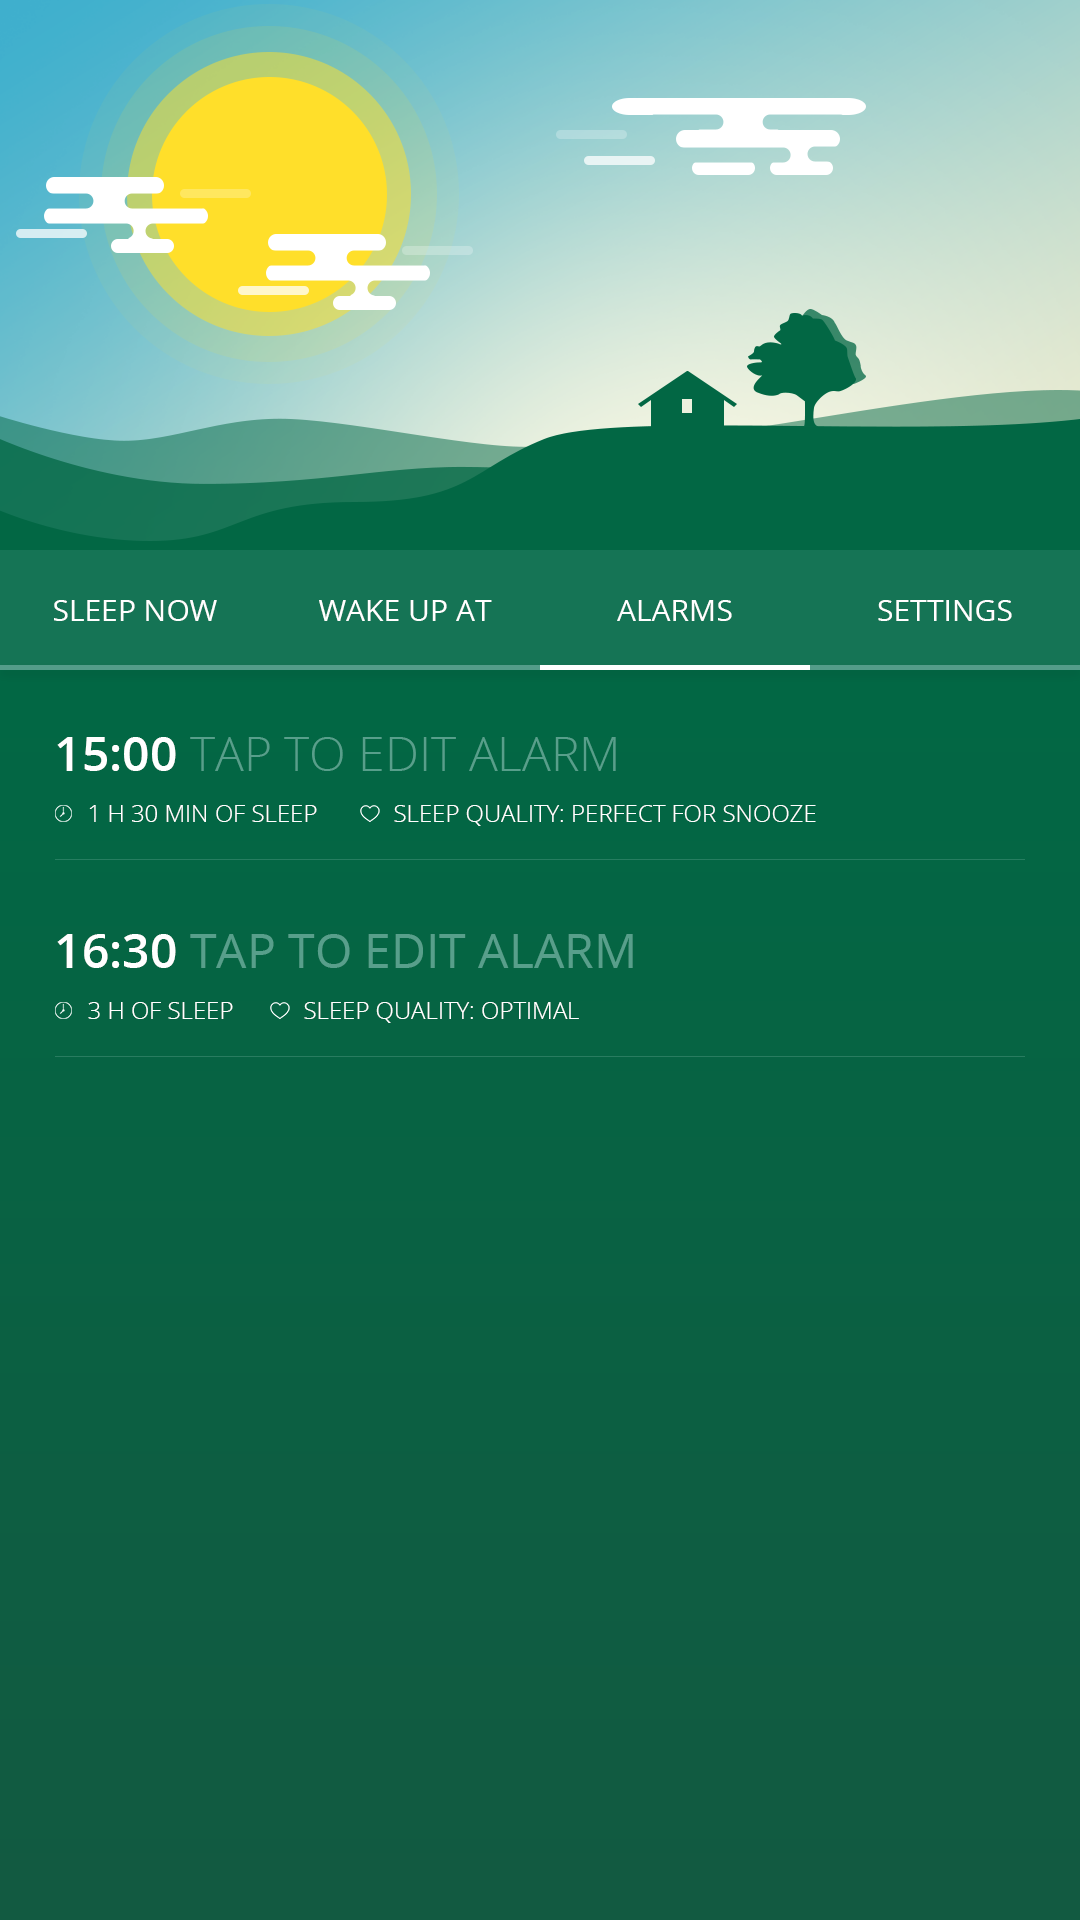 SLEEP NOW WAKE UP AT ALARMS SETTINGS
15:00 TAP TO EDIT ALARM
1 H 30 MIN OF SLEEP SLEEP QUALITY: PERFECT FOR SNOOZE
16:30 TAP TO EDIT ALARM
3 H OF SLEEP SLEEP QUALITY: OPTIMAL